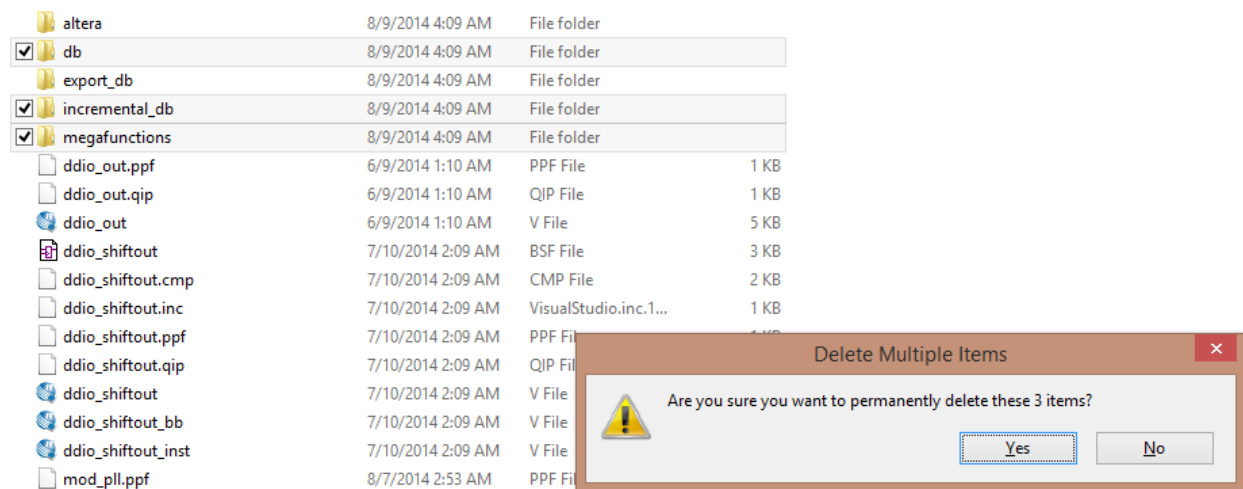 altera 8/9/2014 4:09 AM File folder
db 8/9/2014 4:09 AM File folder
export_db 8/9/2014 4:09 AM File folder
incremental_db 8/9/2014 4:09 AM File folder
megafunctions 8/9/2014 4:09 AM File folder
ddio_out.ppf 6/9/2014 1:10 AM PPF File 1 KB
ddio_out.qip 6/9/2014 1:10 AM QIP File 1 KB
ddio_out 6/9/2014 1:10 AM V File 5 KB
ddio_shiftout 7/10/2014 2:09 AM BSF File 3 KB
ddio_shiftout.cmp 7/10/2014 2:09 AM CMP File 2 KB
ddio_shiftout.inc 7/10/2014 2:09 AM VisualStudio.inc.1... 1 KB
ddio_shiftout.ppf 7/10/2014 2:09 AM PPF Fil
ddio_shiftout.qip 7/10/2014 2:09 AM QIP Fil
ddio_shiftout 7/10/2014 2:09 AM V File
ddio_shiftout_bb 7/10/2014 2:09 AM V File
ddio_shiftout_inst 7/10/2014 2:09 AM V File
mod_pll.ppf 8/7/2014 2:53 AM PPF Fil
Delete Multiple Items
Are you sure you want to permanently delete these 3 items?
Yes No